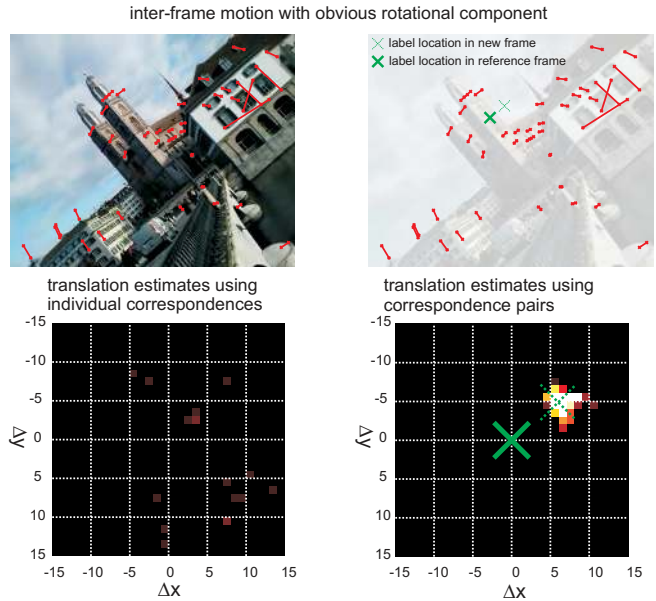 inter-frame motion with obvious rotational component
label location in new frame
label location in reference frame
translation estimates using
individual correspondences
translation estimates using
correspondence pairs
-15
-10
-5
0
5
10
15
Δy
-15 -10 -5 0 5 10 15
Δx
-15
-10
-5
0
5
10
15
Δy
-15 -10 -5 0 5 10 15
Δx